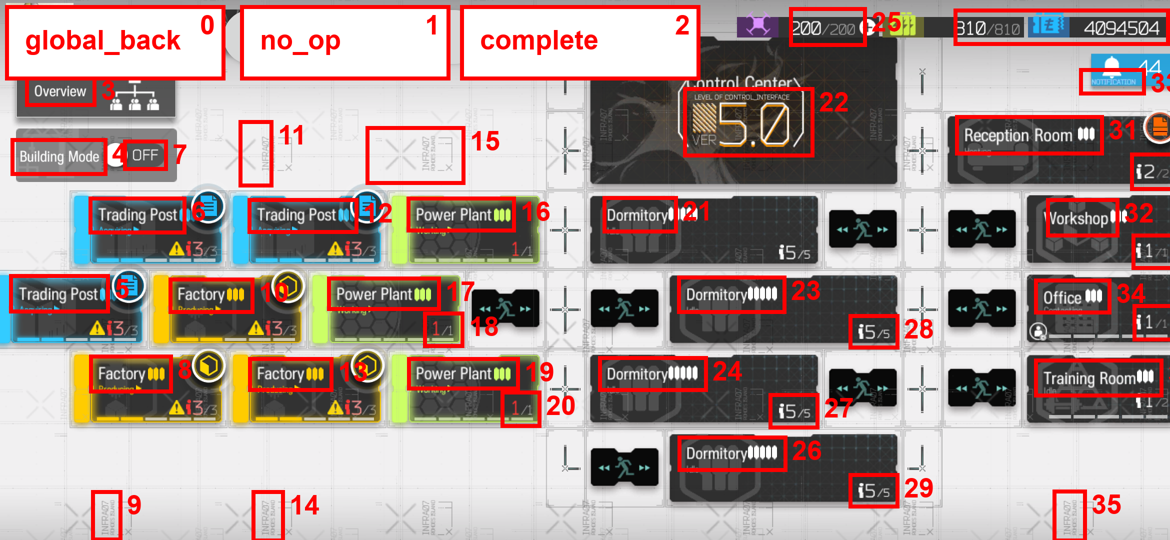 global_back 0
no_op 1
complete 2
200/200 25
810/810
4094504
Overview 3
Control Center
LEVEL OF CONTROL_INTERFACE
VER 5.0 22
44
NOTIFICATION 33
Building Mode 4 OFF 7
11
15
Reception Room 31
2/2
Trading Post 6
3/3
Trading Post 12
3/3
Power Plant 16
Working
1/1
Dormitory 21
5/5
Workshop 32
1/1
Trading Post 5
3/3
Factory 10
Producing
3/3
Power Plant 17
Working
1/1 18
Dormitory 23
5/5 28
Office 34
1/1
Factory 8
3/3
Factory 13
3/3
Power Plant 19
Working
1/1 20
Dormitory 24
5/5 27
Training Room
1/2
Dormitory 26
5/5 29
9
14
35